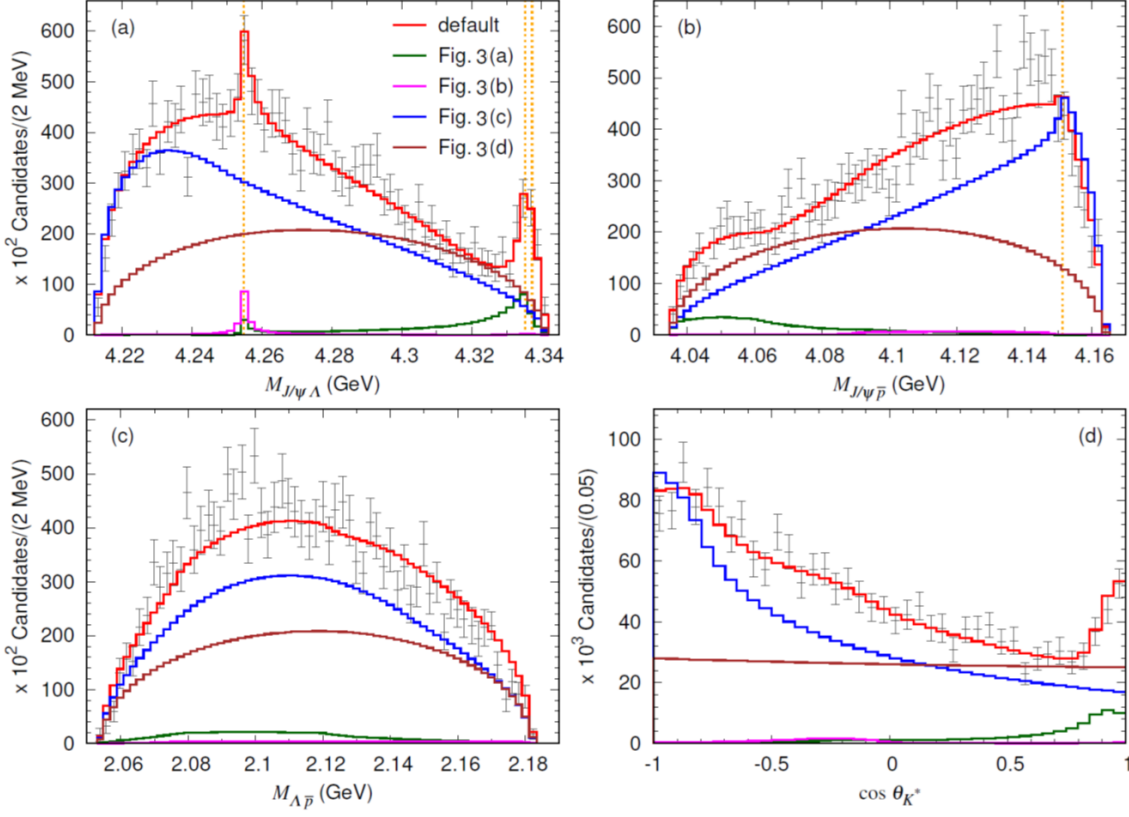 (a)
default
Fig. 3(a)
Fig. 3(b)
Fig. 3(c)
Fig. 3(d)
x 10² Candidates/(2 MeV)
600
500
400
300
200
100
0
4.22 4.24 4.26 4.28 4.3 4.32 4.34
M_{J/ψ Λ} (GeV)
(b)
600
500
400
300
200
100
0
x 10² Candidates/(2 MeV)
4.04 4.06 4.08 4.1 4.12 4.14 4.16
M_{J/ψ p̅} (GeV)
(c)
x 10² Candidates/(2 MeV)
600
500
400
300
200
100
0
2.06 2.08 2.1 2.12 2.14 2.16 2.18
M_{Λ p̅} (GeV)
(d)
x 10³ Candidates/(0.05)
100
80
60
40
20
0
-1 -0.5 0 0.5 1
cos θ_{K*}